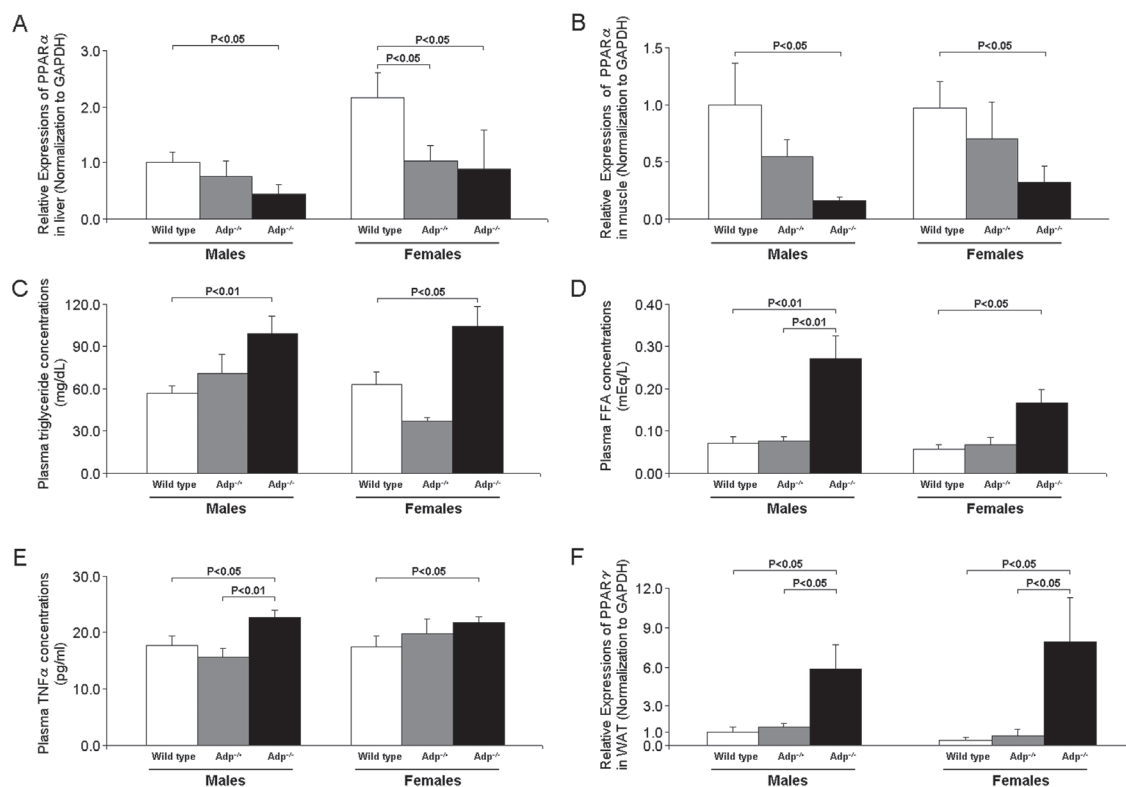 A
Relative Expressions of PPARα
in liver (Normalization to GAPDH)
3.0
2.0
1.0
0.0
P<0.05
P<0.05
P<0.05
Wild type Adp⁻/⁺ Adp⁻/⁻
Wild type Adp⁻/⁺ Adp⁻/⁻
Males
Females
B
Relative Expressions of PPARα
in muscle (Normalization to GAPDH)
1.5
1.0
0.5
0.0
P<0.05
P<0.05
Wild type Adp⁻/⁺ Adp⁻/⁻
Wild type Adp⁻/⁺ Adp⁻/⁻
Males
Females
C
Plasma triglyceride concentrations
(mg/dL)
120.0
90.0
60.0
30.0
0.0
P<0.01
P<0.05
Wild type Adp⁻/⁺ Adp⁻/⁻
Wild type Adp⁻/⁺ Adp⁻/⁻
Males
Females
D
Plasma FFA concentrations
(mEq/L)
0.40
0.30
0.20
0.10
0.00
P<0.01
P<0.01
P<0.05
Wild type Adp⁻/⁺ Adp⁻/⁻
Wild type Adp⁻/⁺ Adp⁻/⁻
Males
Females
E
Plasma TNFα concentrations
(pg/ml)
30.0
20.0
10.0
0.0
P<0.05
P<0.01
P<0.05
Wild type Adp⁻/⁺ Adp⁻/⁻
Wild type Adp⁻/⁺ Adp⁻/⁻
Males
Females
F
Relative Expressions of PPARγ
in WAT (Normalization to GAPDH)
12.0
9.0
6.0
3.0
1.0
0.0
P<0.05
P<0.05
P<0.05
P<0.05
Wild type Adp⁻/⁺ Adp⁻/⁻
Wild type Adp⁻/⁺ Adp⁻/⁻
Males
Females